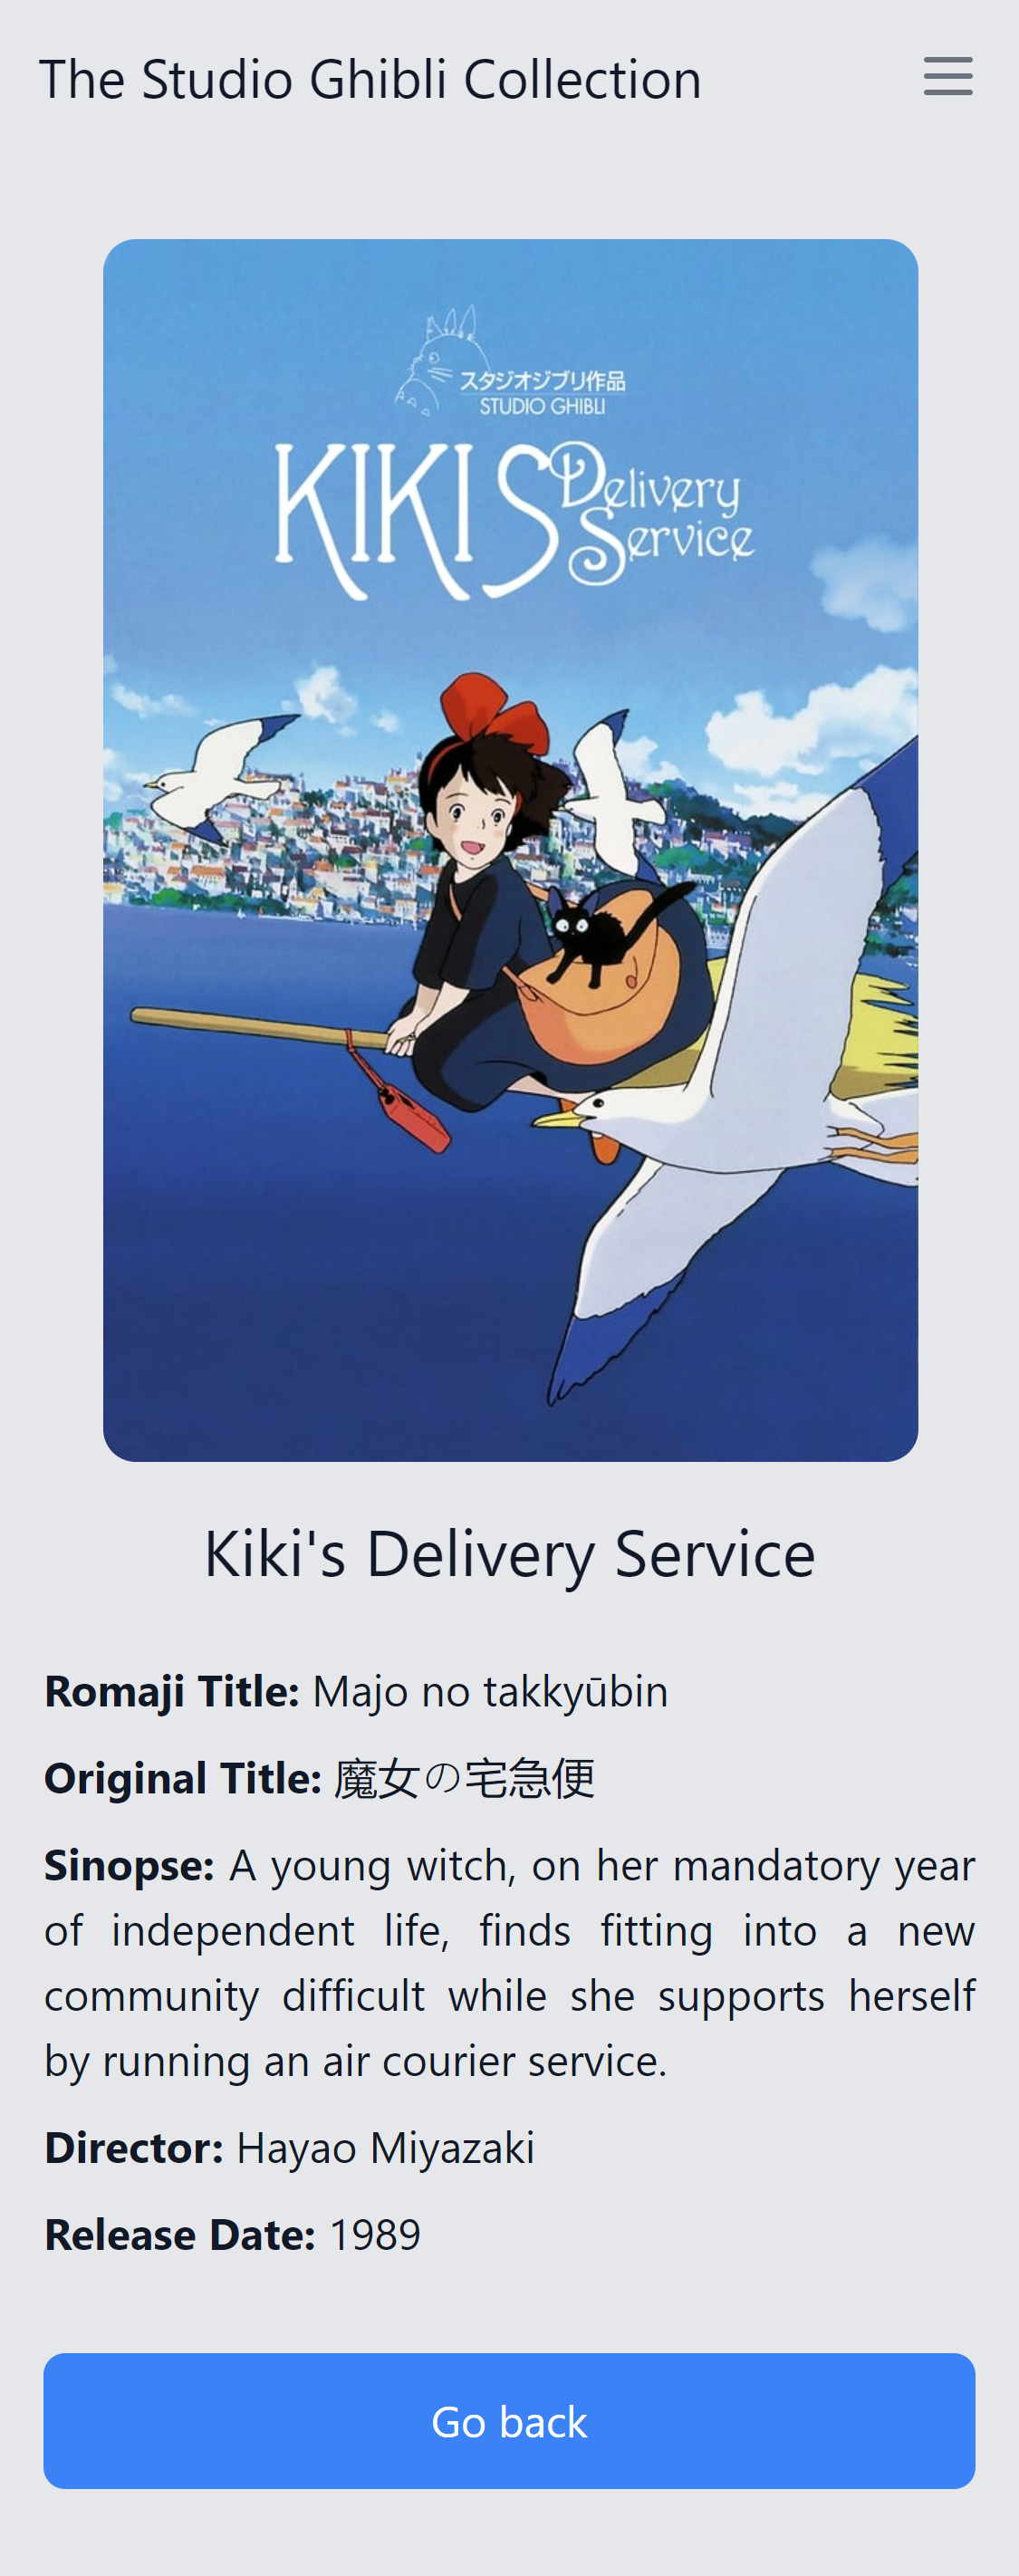 The Studio Ghibli Collection
スタジオジブリ作品
STUDIO GHIBLI
KIKI'S Delivery
Service
Kiki's Delivery Service
Romaji Title: Majo no takkyūbin
Original Title: 魔女の宅急便
Sinopse: A young witch, on her mandatory year
of independent life, finds fitting into a new
community difficult while she supports herself
by running an air courier service.
Director: Hayao Miyazaki
Release Date: 1989
Go back